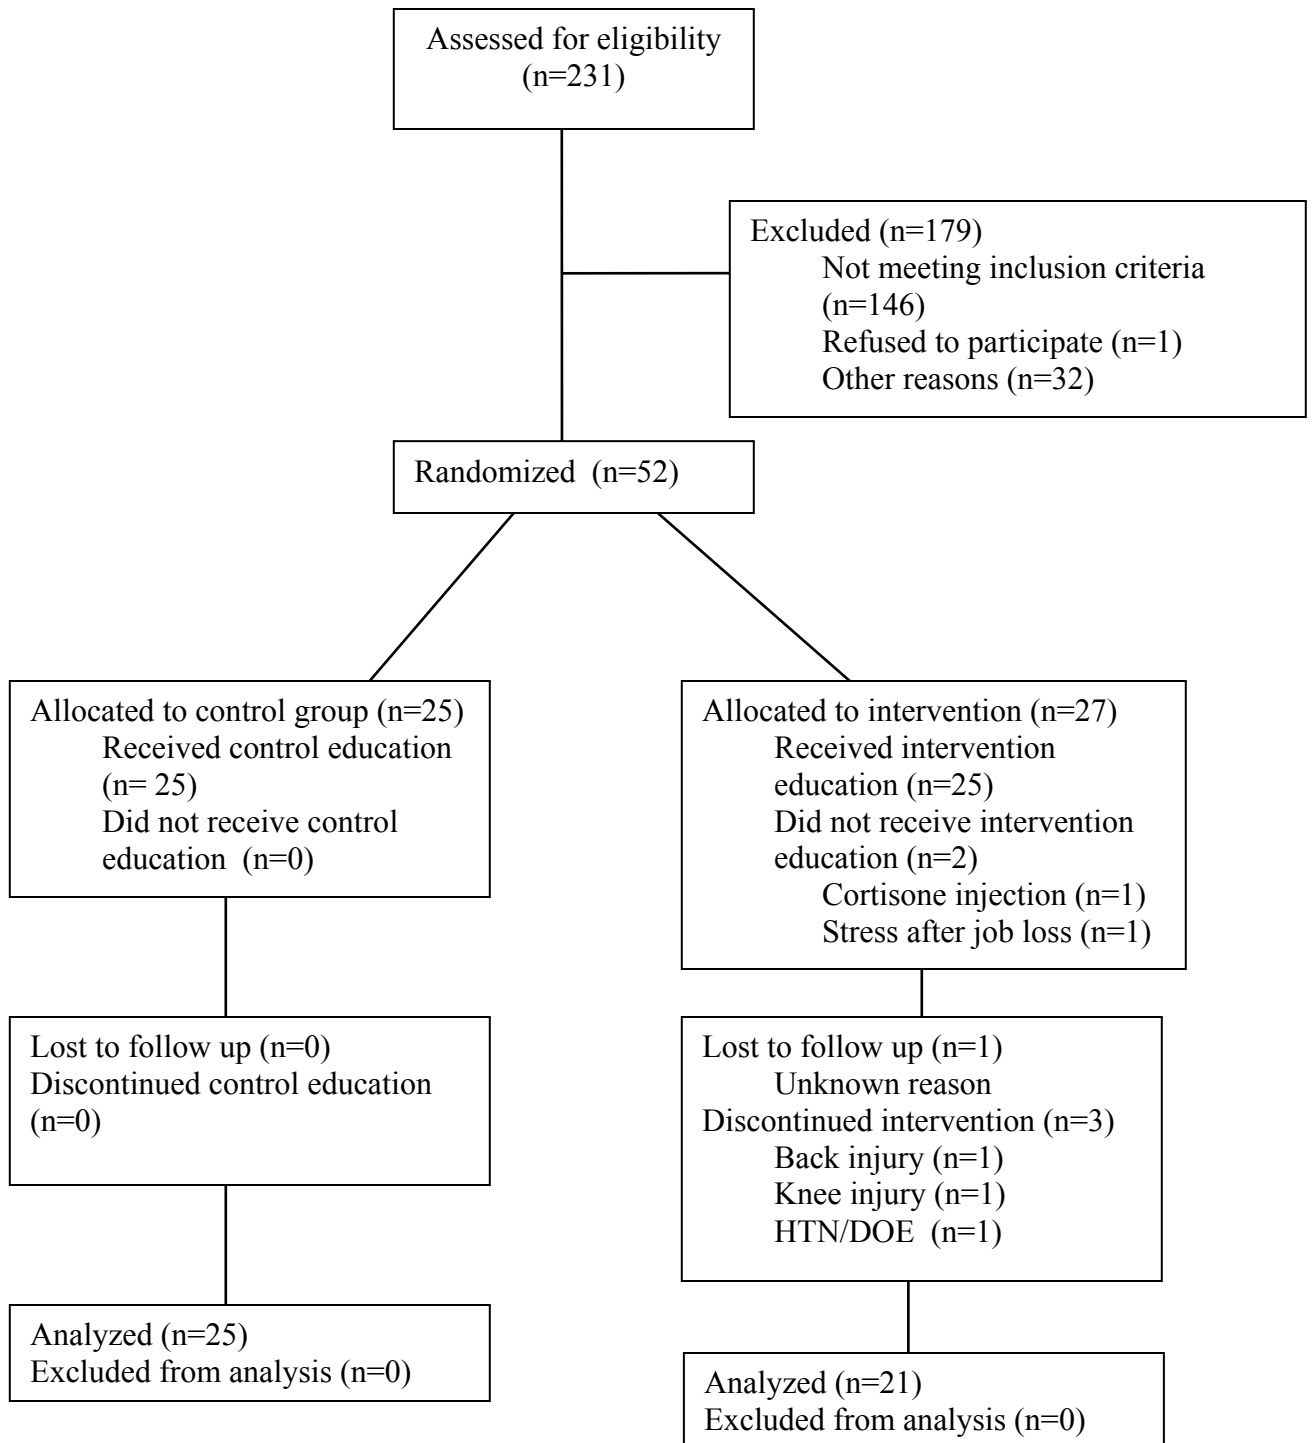 Assessed for eligibility
(n=231)
Excluded (n=179)
Not meeting inclusion criteria
(n=146)
Refused to participate (n=1)
Other reasons (n=32)
Randomized  (n=52)
Allocated to control group (n=25)
Received control education
(n= 25)
Did not receive control
education  (n=0)
Allocated to intervention (n=27)
Received intervention
education (n=25)
Did not receive intervention
education (n=2)
Cortisone injection (n=1)
Stress after job loss (n=1)
Lost to follow up (n=0)
Discontinued control education
(n=0)
Lost to follow up (n=1)
Unknown reason
Discontinued intervention (n=3)
Back injury (n=1)
Knee injury (n=1)
HTN/DOE  (n=1)
Analyzed (n=25)
Excluded from analysis (n=0)
Analyzed (n=21)
Excluded from analysis (n=0)